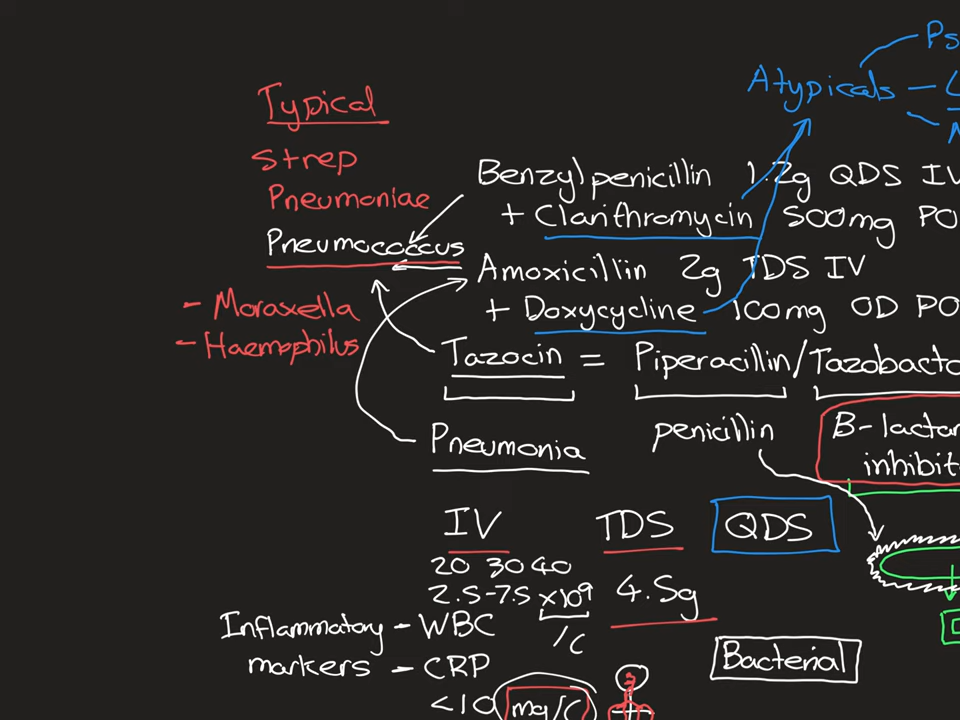 Ps
Atypicals
Typical
Strep
Pneumoniae
Pneumococcus
- Moraxella
- Haemophilus
Benzylpenicillin 1.2g QDS IV
+ Clarithromycin 500mg PO
Amoxicillin 2g TDS IV
+ Doxycycline 100mg OD PO
Tazocin = Piperacillin/Tazobacta
Pneumonia
penicillin
B-lactam
inhibit
IV TDS QDS
20 30 40
2.5-7.5 x10⁹ 4.5g
/L
Inflammatory - WBC
markers - CRP
<10 mg/L
Bacterial